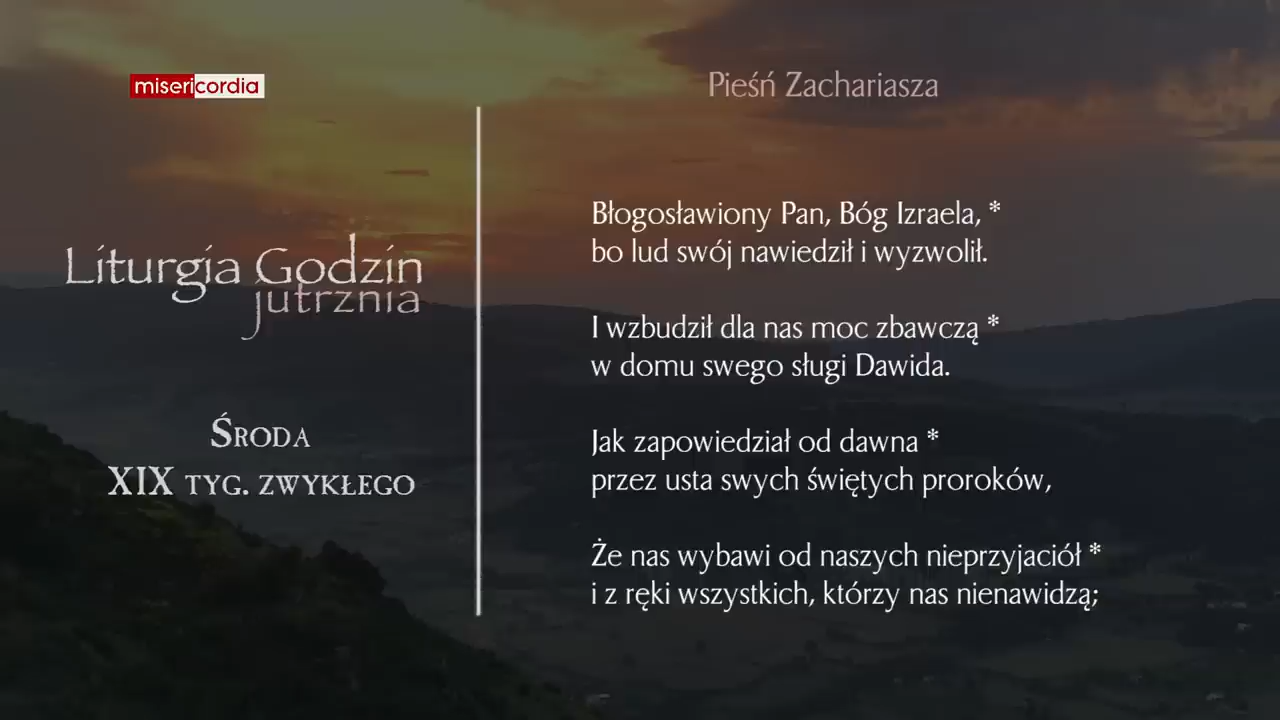 misericordia
Pieśń Zachariasza
Liturgia Godzin
jutrznia
Środa
XIX tyg. zwykłego
Błogosławiony Pan, Bóg Izraela, *
bo lud swój nawiedził i wyzwolił.
I wzbudził dla nas moc zbawczą *
w domu swego sługi Dawida.
Jak zapowiedział od dawna *
przez usta swych świętych proroków,
Że nas wybawi od naszych nieprzyjaciół *
i z ręki wszystkich, którzy nas nienawidzą;